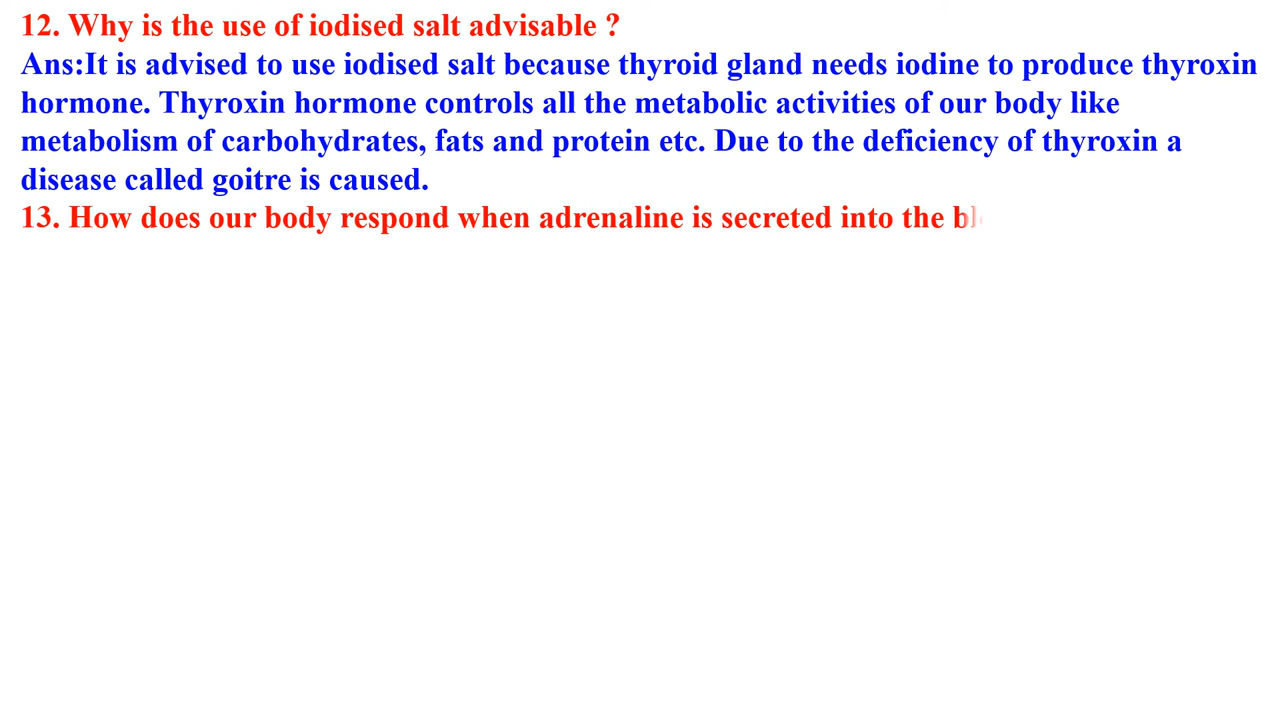 12. Why is the use of iodised salt advisable ?
Ans:It is advised to use iodised salt because thyroid gland needs iodine to produce thyroxin
hormone. Thyroxin hormone controls all the metabolic activities of our body like
metabolism of carbohydrates, fats and protein etc. Due to the deficiency of thyroxin a
disease called goitre is caused.
13. How does our body respond when adrenaline is secreted into the